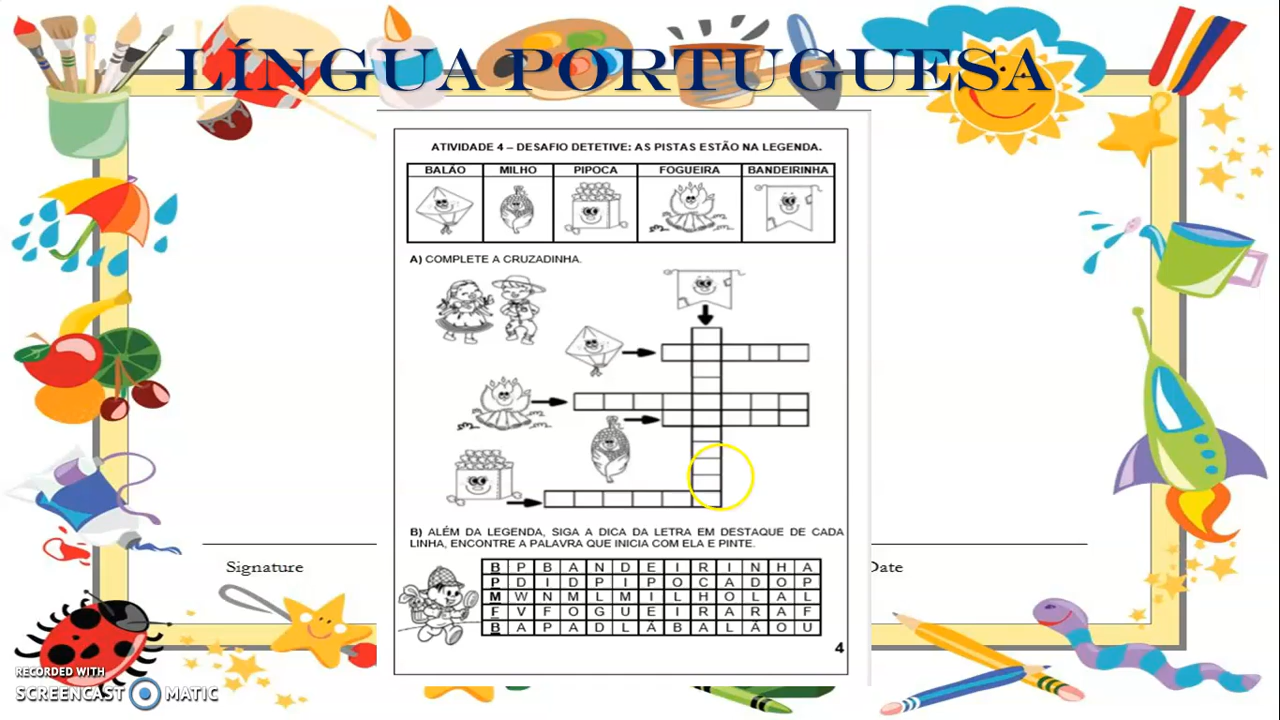 LÍNGUA PORTUGUESA
ATIVIDADE 4 – DESAFIO DETETIVE: AS PISTAS ESTÃO NA LEGENDA.
BALÃO MILHO PIPOCA FOGUEIRA BANDEIRINHA
A) COMPLETE A CRUZADINHA.
B) ALÉM DA LEGENDA, SIGA A DICA DA LETRA EM DESTAQUE DE CADA
LINHA, ENCONTRE A PALAVRA QUE INICIA COM ELA E PINTE.
Signature Date
B P B A N D E I R I N H A
P D I D P I P O C A D O P
M W N M L M I L H O L A L
F V F O G U E I R A R A F
B A P A D L Á B A L Ã O U
4
RECORDED WITH
SCREENCAST MATIC